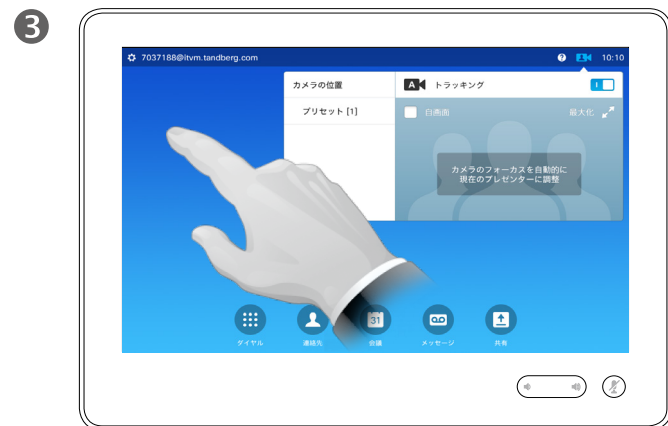 3
7037188@itvm.tandberg.com
? 10:10
カメラの位置
A トラッキング
プリセット [1]
自画面 最大化
カメラのフォーカスを自動的に
現在のプレゼンターに調整
31
ダイヤル 連絡先 会議 メッセージ 共有